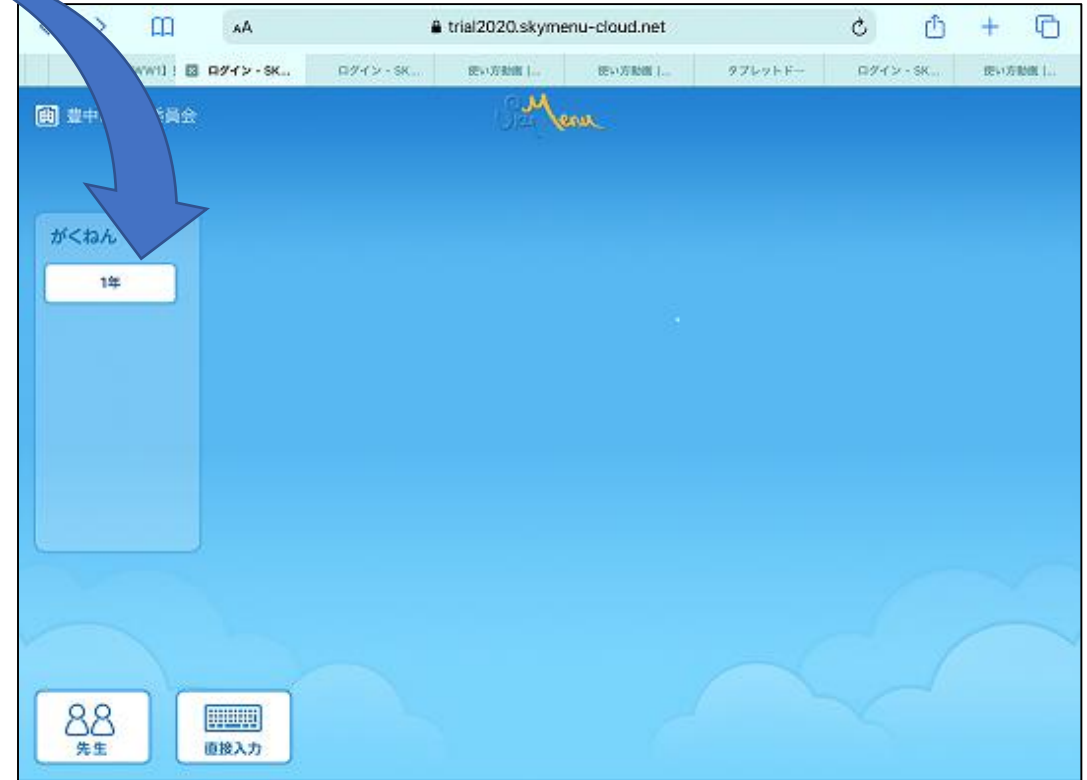 AA trial2020.skymenu-cloud.net
ログイン - SK... ログイン - SK... 使い方動画 |... 使い方動画 |... タブレットドー ログイン - SK... 使い方動画 |...
豊中 委員会
Sky Menu
がくねん
1年
先生 直接入力